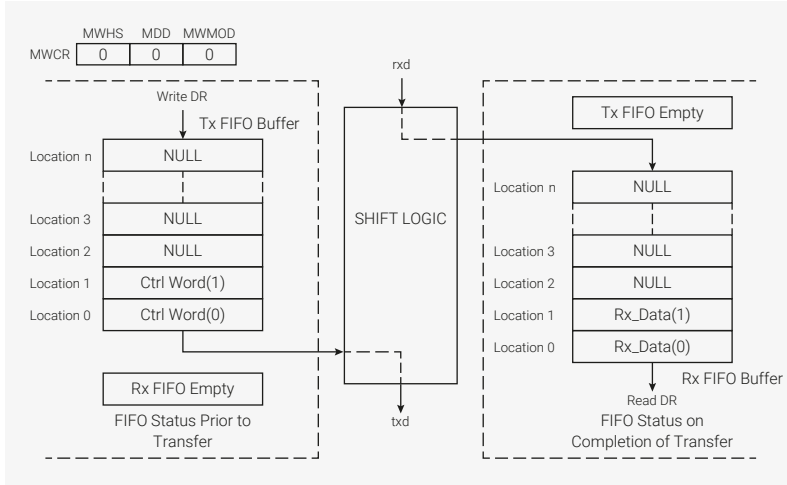 MWHS MDD MWMOD
MWCR 0 0 0
Write DR
Tx FIFO Buffer
Location n NULL
Location 3 NULL
Location 2 NULL
Location 1 Ctrl Word(1)
Location 0 Ctrl Word(0)
Rx FIFO Empty
FIFO Status Prior to
Transfer
rxd
SHIFT LOGIC
txd
Tx FIFO Empty
Location n NULL
Location 3 NULL
Location 2 NULL
Location 1 Rx_Data(1)
Location 0 Rx_Data(0)
Rx FIFO Buffer
Read DR
FIFO Status on
Completion of Transfer